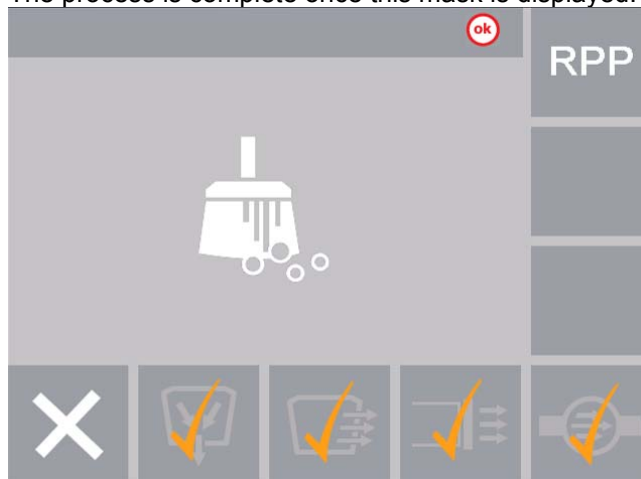 The process is complete once this mask is displayed.
ok
RPP